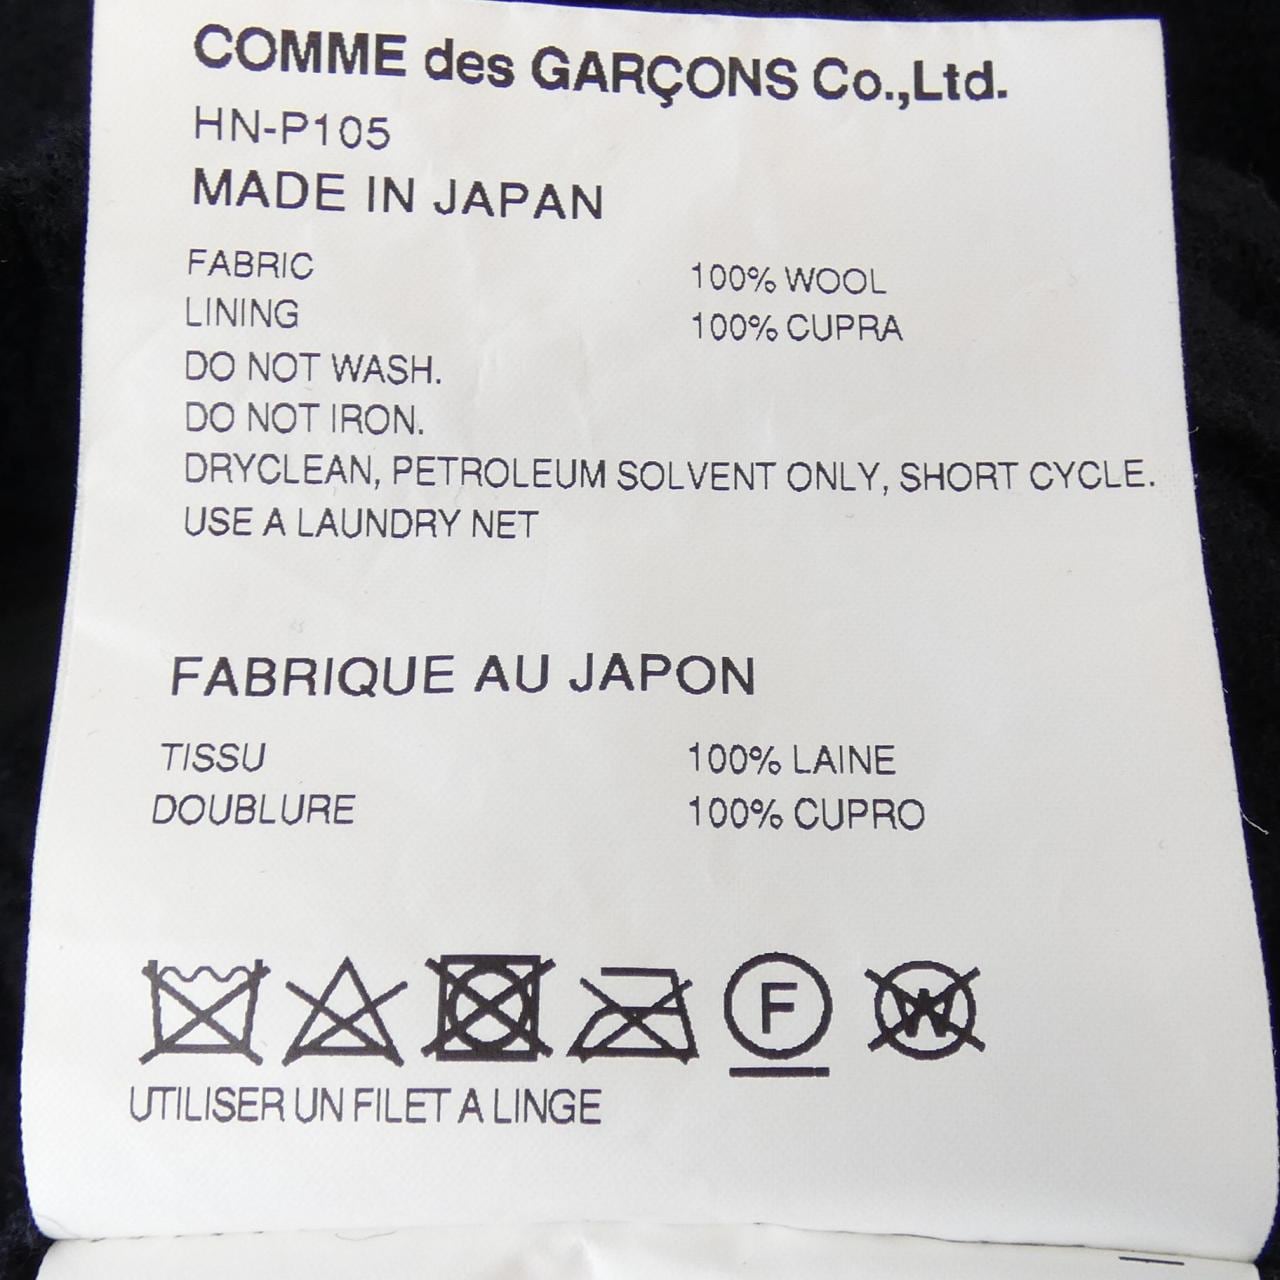 COMME des GARÇONS Co.,Ltd.
HN-P105
MADE IN JAPAN
FABRIC 100% WOOL
LINING 100% CUPRA
DO NOT WASH.
DO NOT IRON.
DRYCLEAN, PETROLEUM SOLVENT ONLY, SHORT CYCLE.
USE A LAUNDRY NET
FABRIQUE AU JAPON
TISSU 100% LAINE
DOUBLURE 100% CUPRO
F W
UTILISER UN FILET A LINGE